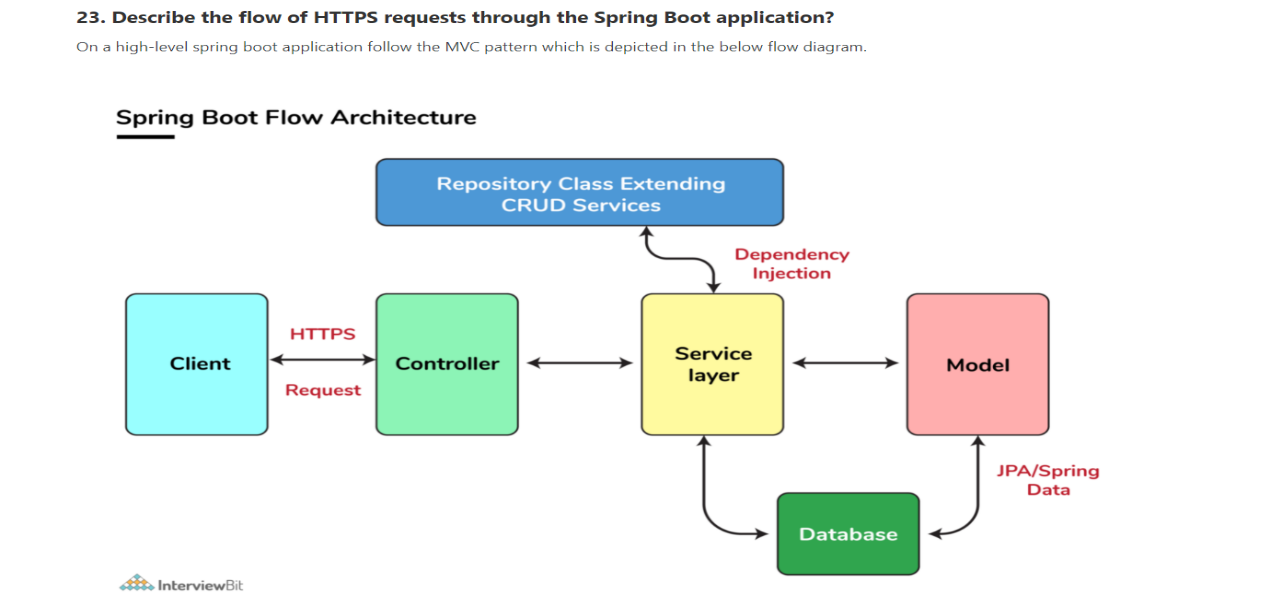 23. Describe the flow of HTTPS requests through the Spring Boot application?
On a high-level spring boot application follow the MVC pattern which is depicted in the below flow diagram.
Spring Boot Flow Architecture
Repository Class Extending
CRUD Services
Dependency
Injection
Client
HTTPS
Request
Controller
Service
layer
Model
JPA/Spring
Data
Database
InterviewBit